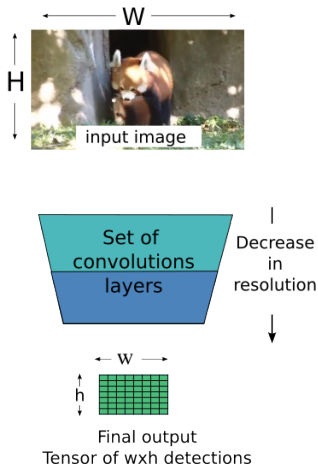 W
H
input image
Set of
convolutions
layers
Decrease
in
resolution
w
h
Final output
Tensor of wxh detections